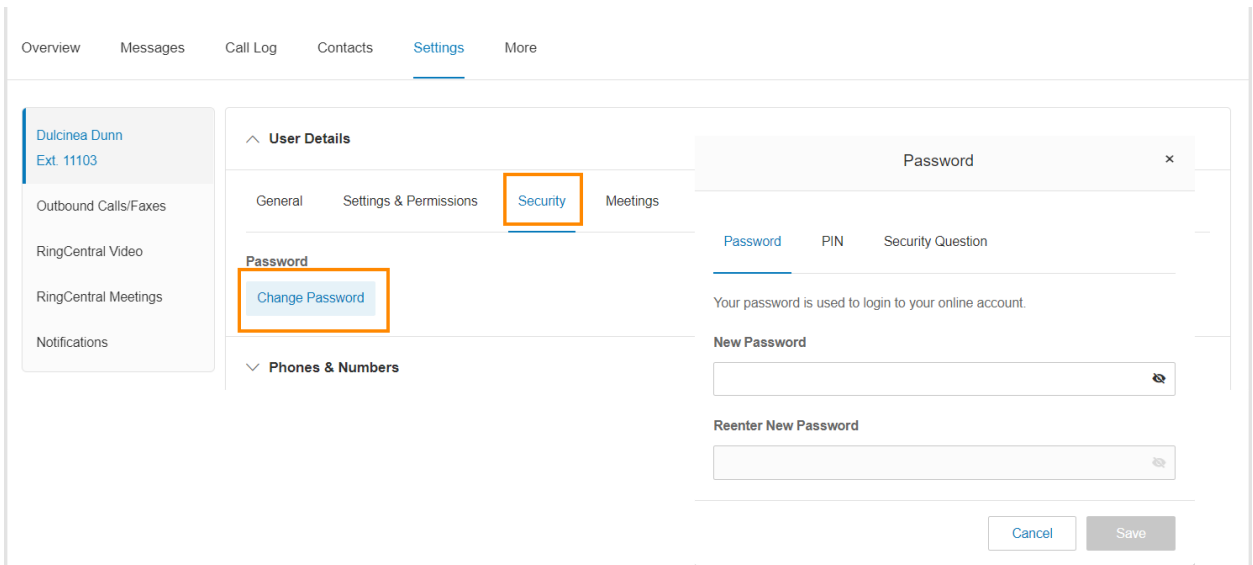 Overview Messages Call Log Contacts Settings More
Dulcinea Dunn
Ext. 11103
Outbound Calls/Faxes
RingCentral Video
RingCentral Meetings
Notifications
User Details
General Settings & Permissions Security Meetings
Password
Change Password
Phones & Numbers
Password ×
Password PIN Security Question
Your password is used to login to your online account.
New Password
Reenter New Password
Cancel Save